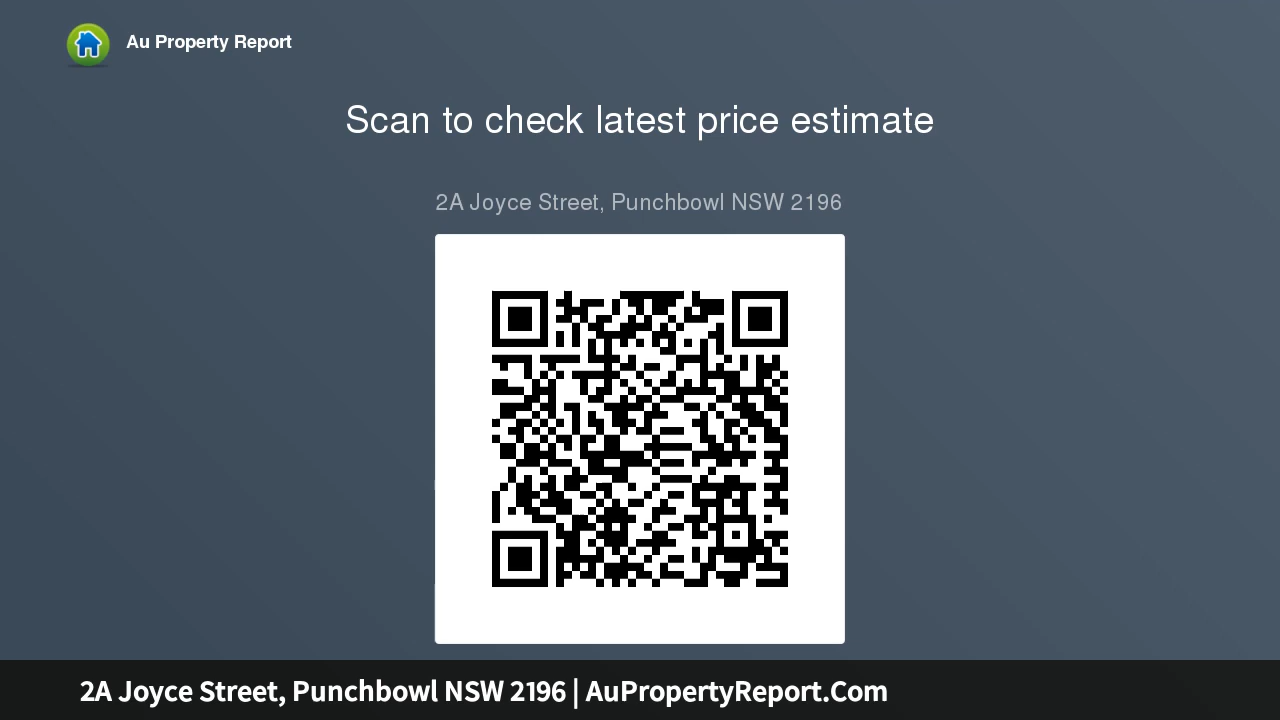 Au Property Report
Scan to check latest price estimate
2A Joyce Street, Punchbowl NSW 2196
2A Joyce Street, Punchbowl NSW 2196 | AuPropertyReport.Com